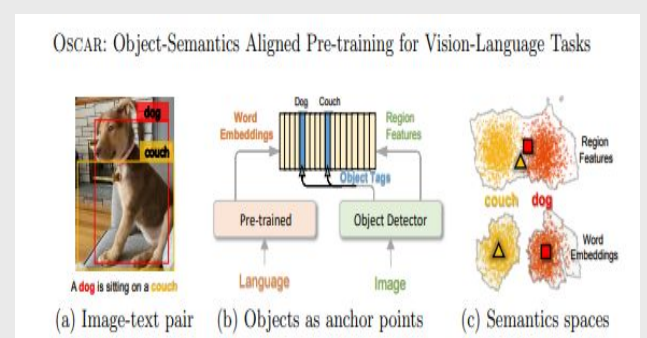 OSCAR: Object-Semantics Aligned Pre-training for Vision-Language Tasks
dog
couch
A dog is sitting on a couch
(a) Image-text pair
Dog Couch
Word
Embeddings
Region
Features
Object Tags
Pre-trained
Object Detector
Language
Image
(b) Objects as anchor points
Region
Features
couch dog
Word
Embeddings
(c) Semantics spaces